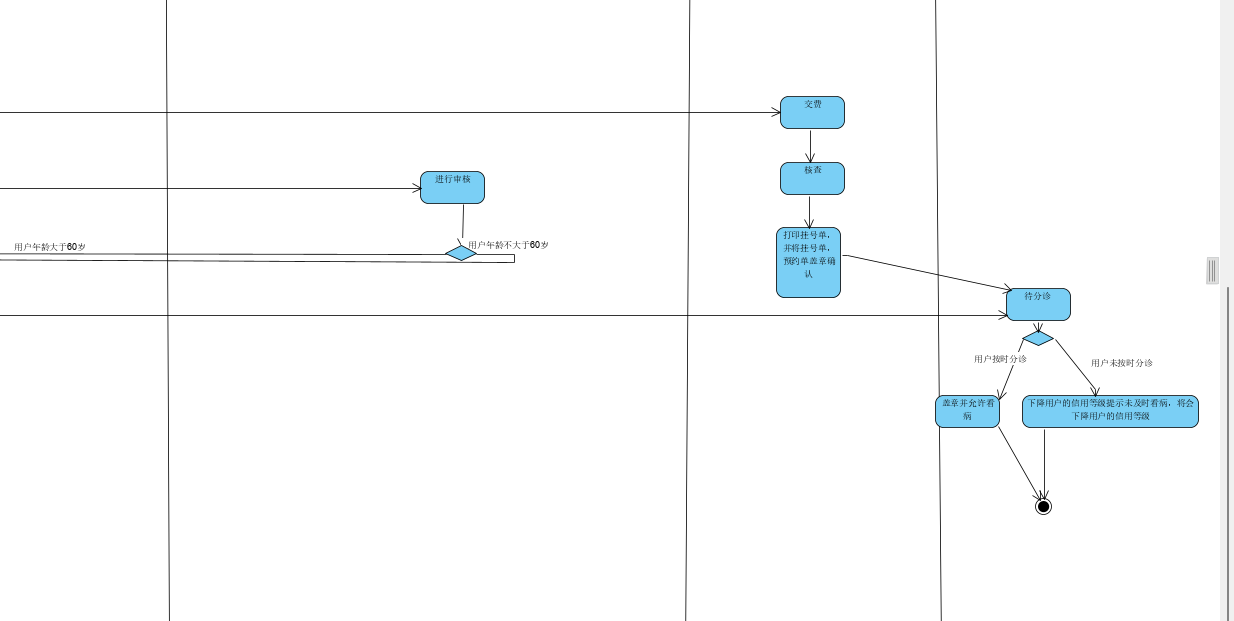 交费
核查
进行审核
打印挂号单，
并将挂号单，
预约单盖章确
认
用户年龄大于60岁
用户年龄不大于60岁
待分诊
用户按时分诊
用户未按时分诊
盖章并允许看
病
下降用户的信用等级提示未及时看病，将会
下降用户的信用等级